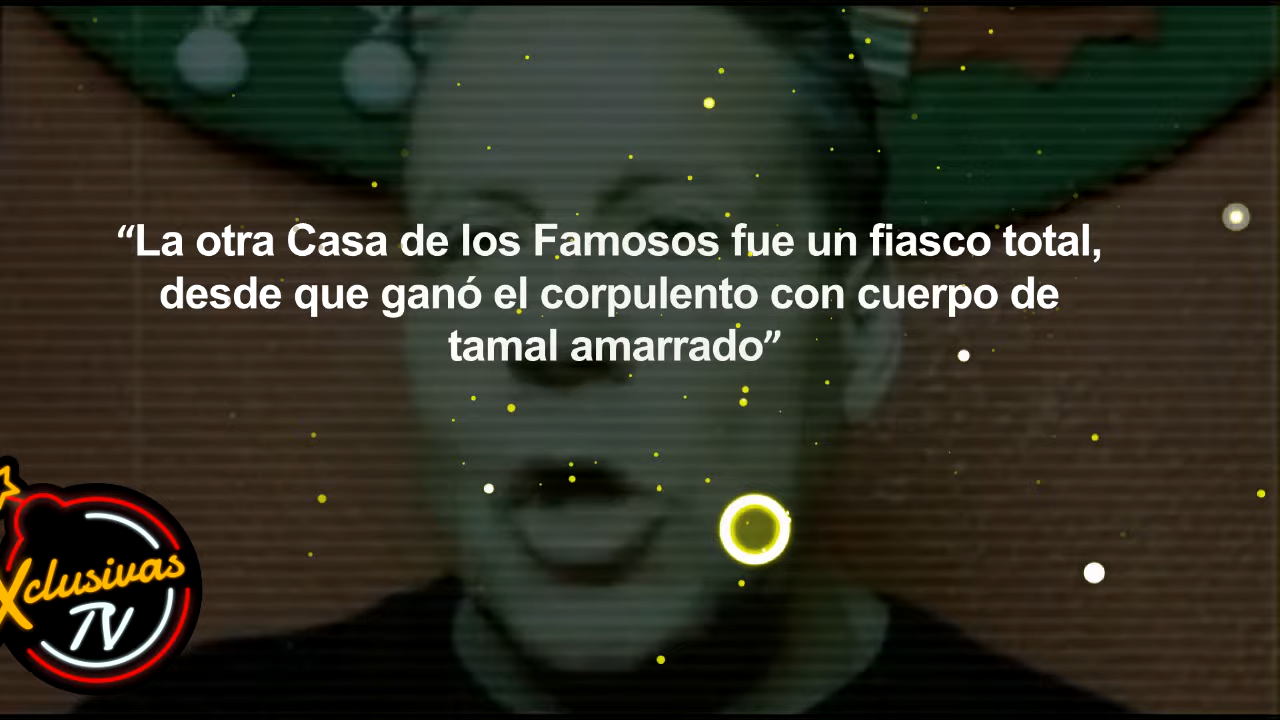 “La otra Casa de los Famosos fue un fiasco total,
desde que ganó el corpulento con cuerpo de
tamal amarrado”
Xclusivas
TV